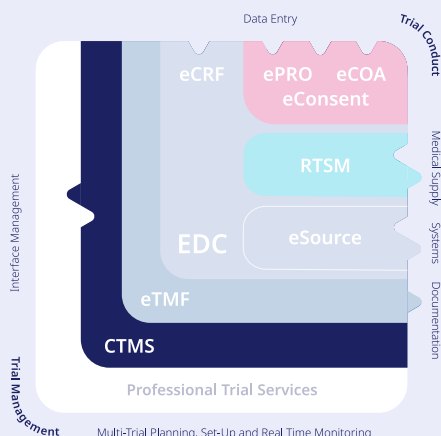 Data Entry
Trial Conduct
eCRF
ePRO eCOA
eConsent
RTSM
Medical Supply
eSource
Systems
EDC
Interface Management
eTMF
Documentation
CTMS
Professional Trial Services
Trial Management
Multi-Trial Planning, Set-Up and Real Time Monitoring